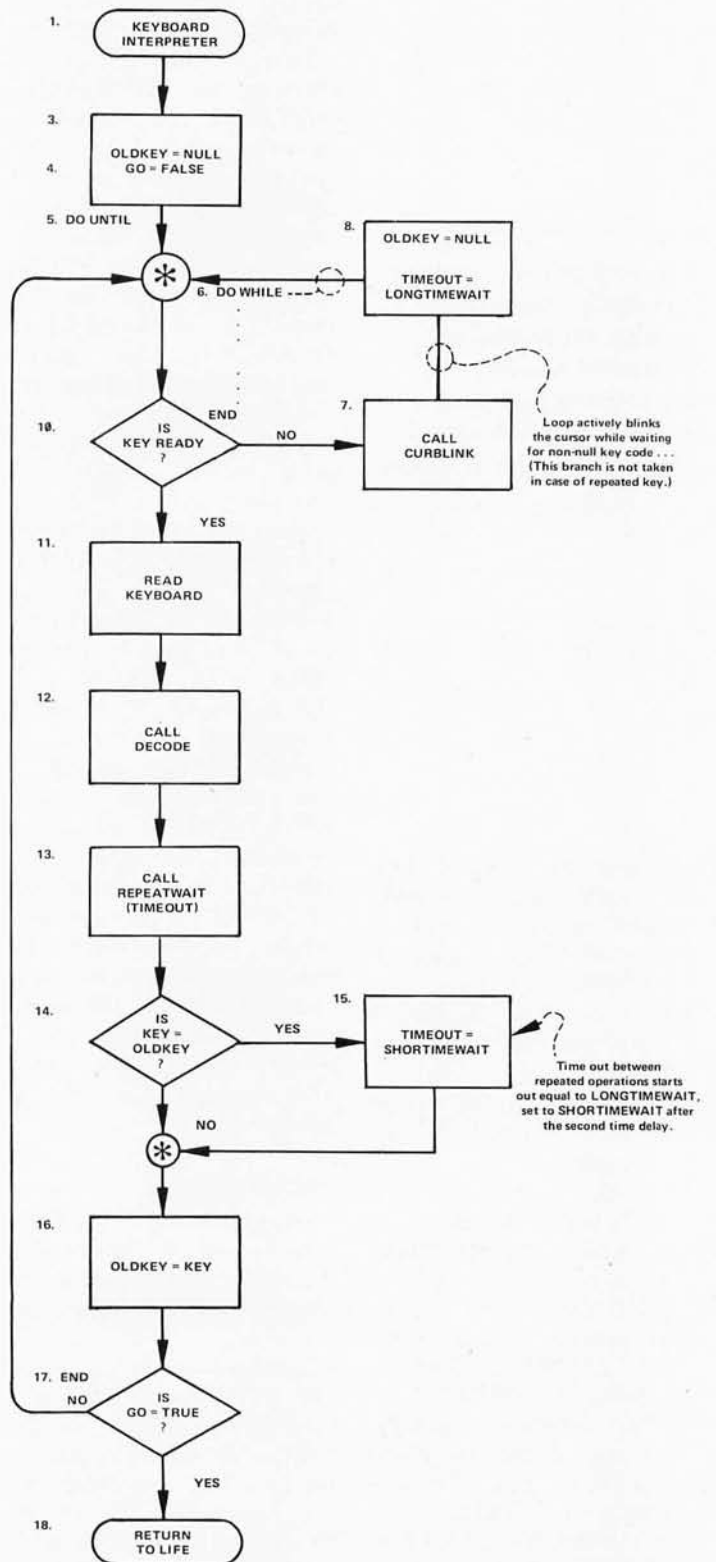 1.
KEYBOARD
INTERPRETER
3.
OLDKEY = NULL
4.
GO = FALSE
5. DO UNTIL
*
6. DO WHILE
8.
OLDKEY = NULL
TIMEOUT =
LONGTIMEWAIT
7.
CALL
CURBLINK
Loop actively blinks
the cursor while waiting
for non-null key code . . .
(This branch is not taken
in case of repeated key.)
10.
IS
KEY READY
?
END
NO
YES
11.
READ
KEYBOARD
12.
CALL
DECODE
13.
CALL
REPEATWAIT
(TIMEOUT)
14.
IS
KEY =
OLDKEY
?
YES
15.
TIMEOUT =
SHORTIMEWAIT
Time out between
repeated operations starts
out equal to LONGTIMEWAIT,
set to SHORTIMEWAIT after
the second time delay.
NO
*
16.
OLDKEY = KEY
17. END
NO
IS
GO = TRUE
?
YES
18.
RETURN
TO LIFE